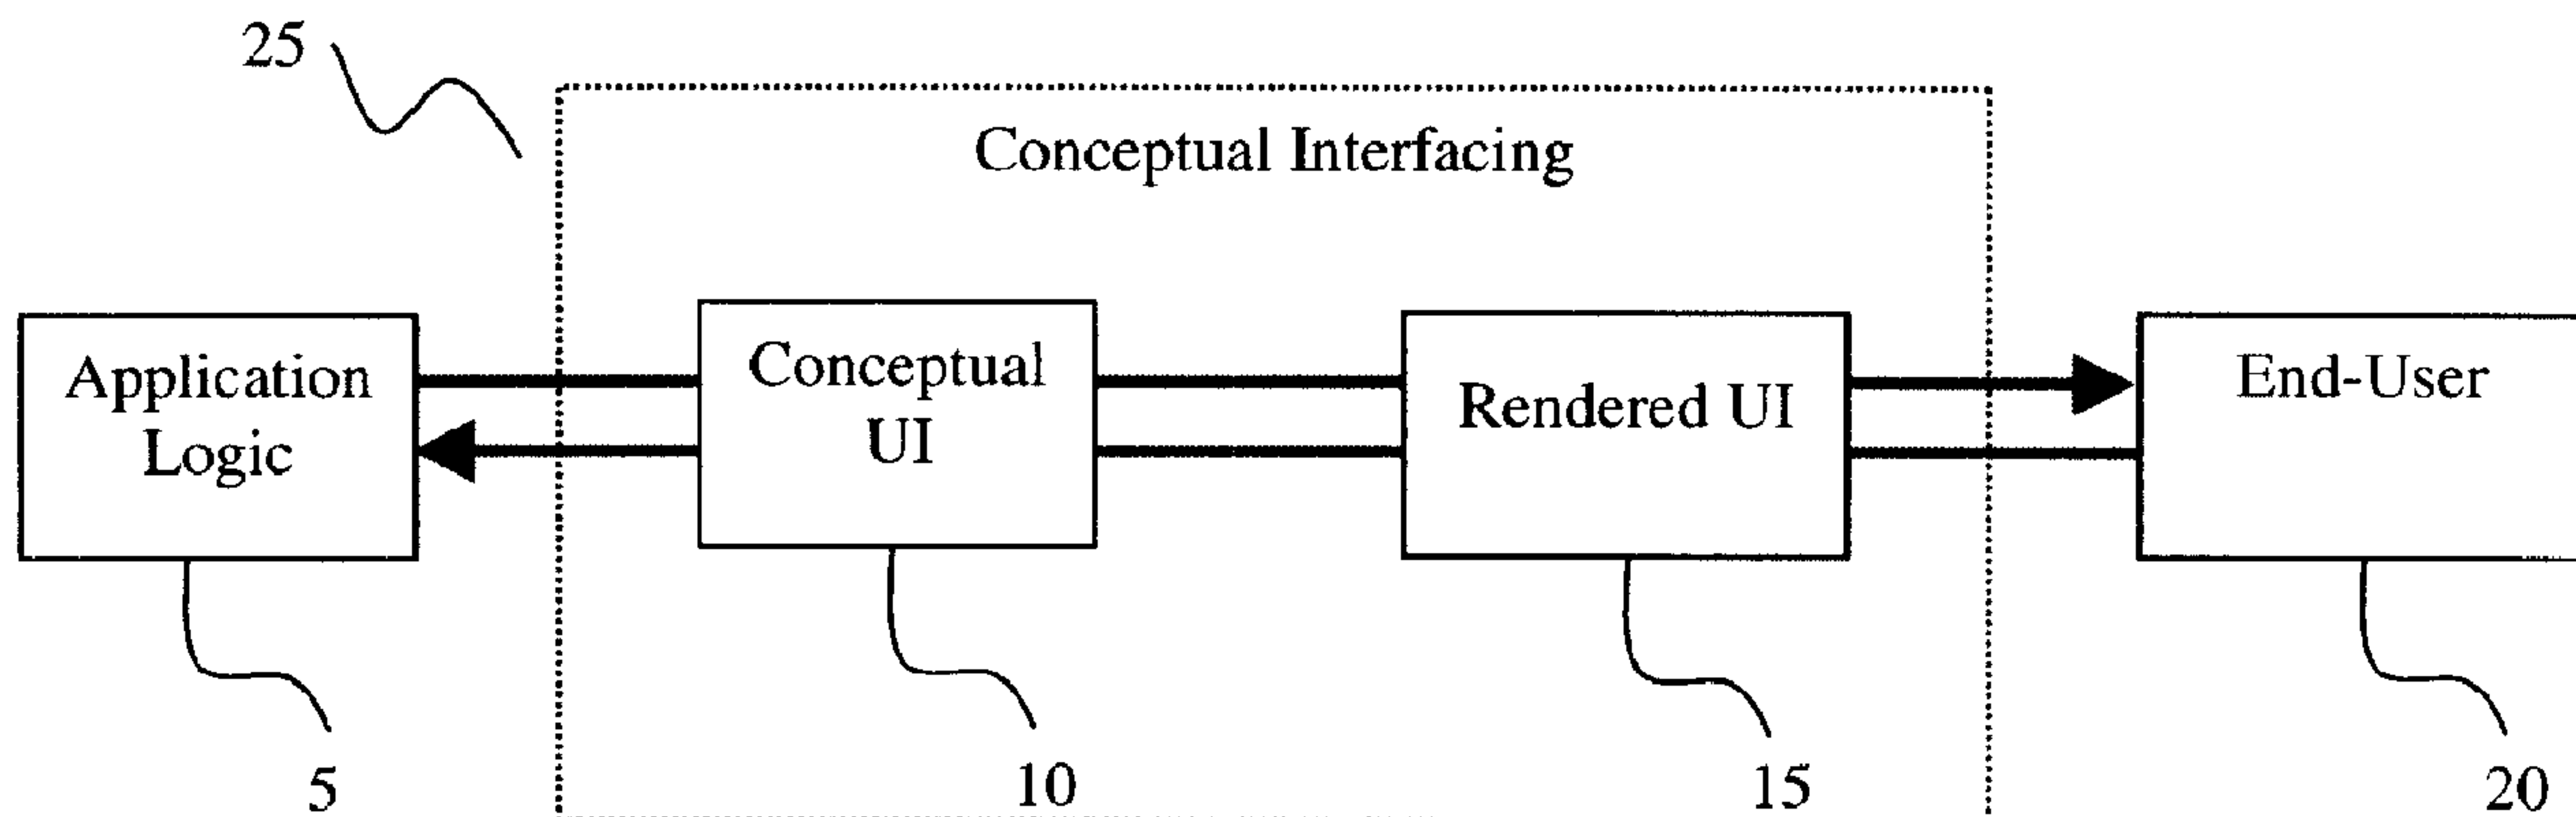 25
Conceptual Interfacing
Application
Logic
Conceptual
UI
Rendered UI
End-User
5
10
15
20